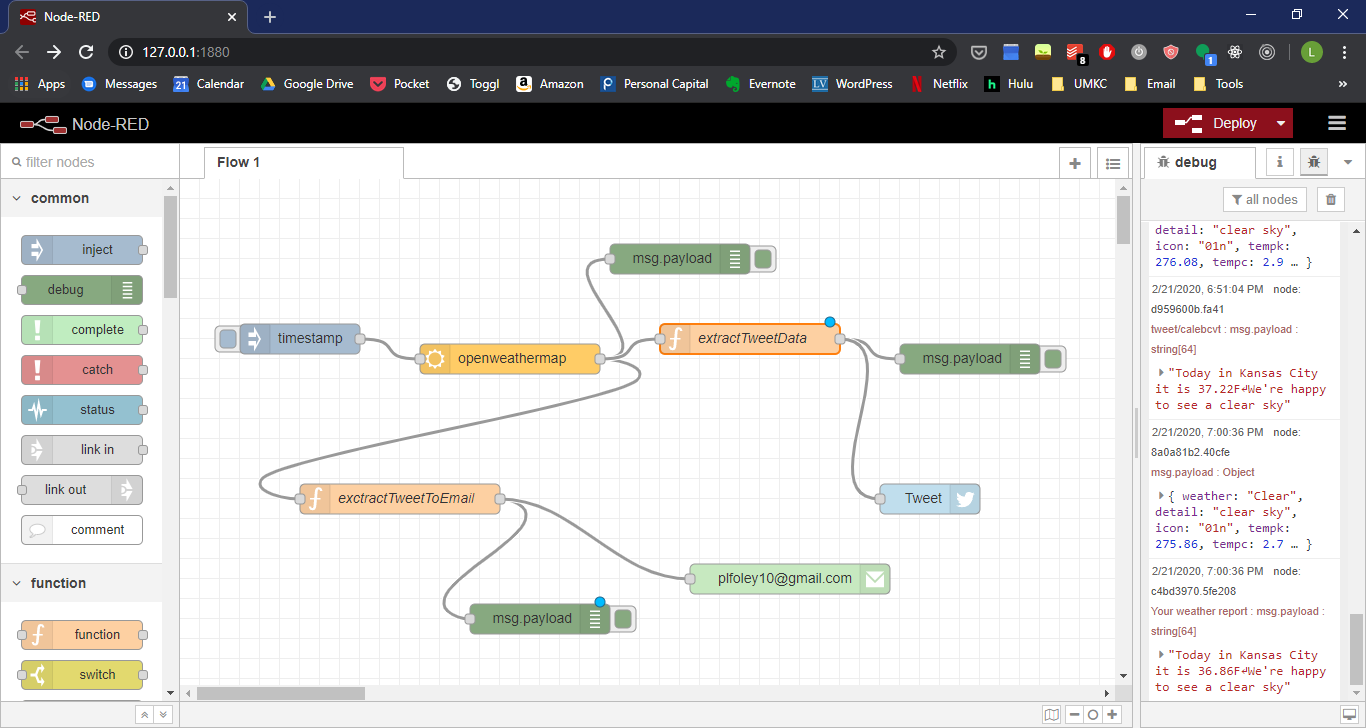 Node-RED
127.0.0.1:1880
8
1
L
Apps
Messages
21
Calendar
Google Drive
Pocket
Toggl
Amazon
Personal Capital
Evernote
LV
WordPress
Netflix
h
Hulu
UMKC
Email
Tools
»
Node-RED
Deploy
filter nodes
Flow 1
debug
i
all nodes
common
inject
debug
complete
catch
status
link in
link out
comment
function
function
switch
msg.payload
timestamp
openweathermap
extractTweetData
msg.payload
exctractTweetToEmail
Tweet
plfoley10@gmail.com
msg.payload
detail: "clear sky",
icon: "01n", tempk:
276.08, tempc: 2.9 … }
2/21/2020, 6:51:04 PM node:
d959600b.fa41
tweet/calebcvt : msg.payload :
string[64]
"Today in Kansas City
it is 37.22F↵We're happy
to see a clear sky"
2/21/2020, 7:00:36 PM node:
8a0a81b2.40cfe
msg.payload : Object
{ weather: "Clear",
detail: "clear sky",
icon: "01n", tempk:
275.86, tempc: 2.7 … }
2/21/2020, 7:00:36 PM node:
c4bd3970.5fe208
Your weather report : msg.payload :
string[64]
"Today in Kansas City
it is 36.86F↵We're happy
to see a clear sky"